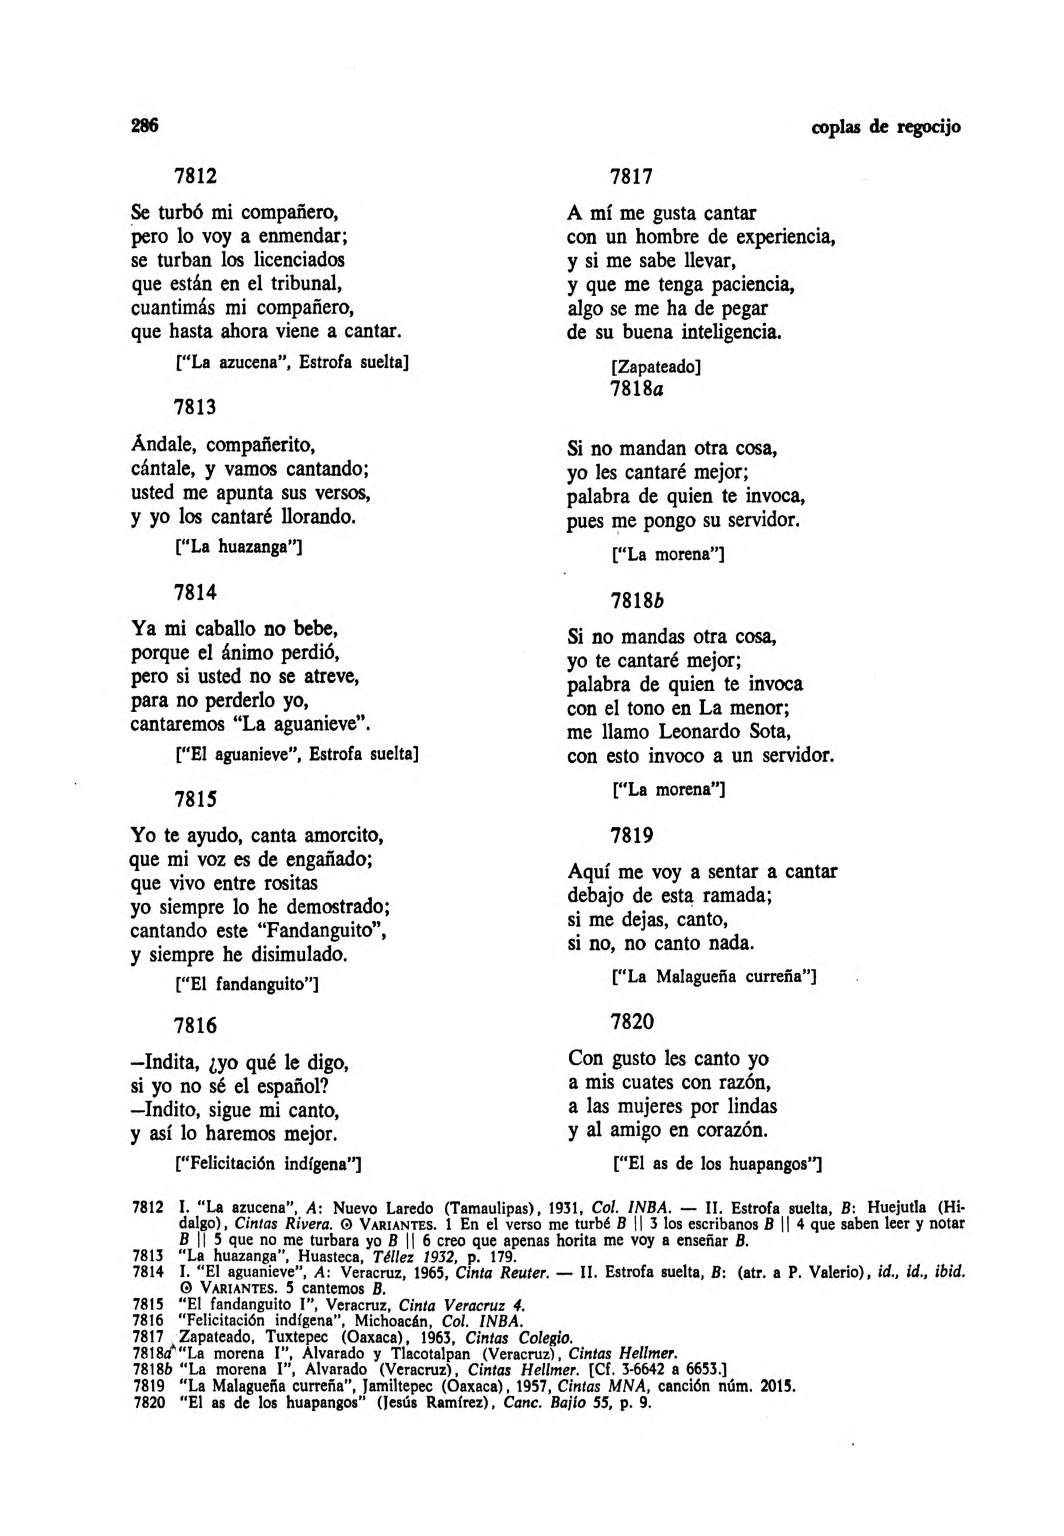 286
coplas de regocijo
7812
Se turbó mi compañero,
pero lo voy a enmendar;
se turban los licenciados
que están en el tribunal,
cuantimás mi compañero,
que hasta ahora viene a cantar.
["La azucena", Estrofa suelta]
7813
Ándale, compañerito,
cántale, y vamos cantando;
usted me apunta sus versos,
y yo los cantaré llorando.
["La huazanga"]
7814
Ya mi caballo no bebe,
porque el ánimo perdió,
pero si usted no se atreve,
para no perderlo yo,
cantaremos "La aguanieve".
["El aguanieve", Estrofa suelta]
7815
Yo te ayudo, canta amorcito,
que mi voz es de engañado;
que vivo entre rositas
yo siempre lo he demostrado;
cantando este "Fandanguito",
y siempre he disimulado.
["El fandanguito"]
7816
—Indita, ¿yo qué le digo,
si yo no sé el español?
—Indito, sigue mi canto,
y así lo haremos mejor.
["Felicitación indígena"]
7817
A mí me gusta cantar
con un hombre de experiencia,
y si me sabe llevar,
y que me tenga paciencia,
algo se me ha de pegar
de su buena inteligencia.
[Zapateado]
7818a
Si no mandan otra cosa,
yo les cantaré mejor;
palabra de quien te invoca,
pues me pongo su servidor.
["La morena"]
7818b
Si no mandas otra cosa,
yo te cantaré mejor;
palabra de quien te invoca
con el tono en La menor;
me llamo Leonardo Sota,
con esto invoco a un servidor.
["La morena"]
7819
Aquí me voy a sentar a cantar
debajo de esta ramada;
si me dejas, canto,
si no, no canto nada.
["La Malagueña curreña"]
7820
Con gusto les canto yo
a mis cuates con razón,
a las mujeres por lindas
y al amigo en corazón.
["El as de los huapangos"]
7812 I. "La azucena", A: Nuevo Laredo (Tamaulipas), 1931, Col. INBA. — II. Estrofa suelta, B: Huejutla (Hi-
dalgo), Cintas Rivera. ⊙ VARIANTES. 1 En el verso me turbé B || 3 los escribanos B || 4 que saben leer y notar
B || 5 que no me turbara yo B || 6 creo que apenas horita me voy a enseñar B.
7813 "La huazanga", Huasteca, Téllez 1932, p. 179.
7814 I. "El aguanieve", A: Veracruz, 1965, Cinta Reuter. — II. Estrofa suelta, B: (atr. a P. Valerio), id., id., ibid.
⊙ VARIANTES. 5 cantemos B.
7815 "El fandanguito I", Veracruz, Cinta Veracruz 4.
7816 "Felicitación indígena", Michoacán, Col. INBA.
7817 Zapateado, Tuxtepec (Oaxaca), 1963, Cintas Colegio.
7818a "La morena I", Alvarado y Tlacotalpan (Veracruz), Cintas Hellmer.
7818b "La morena I", Alvarado (Veracruz), Cintas Hellmer. [Cf. 3-6642 a 6653.]
7819 "La Malagueña curreña", Jamiltepec (Oaxaca), 1957, Cintas MNA, canción núm. 2015.
7820 "El as de los huapangos" (Jesús Ramírez), Canc. Bajío 55, p. 9.